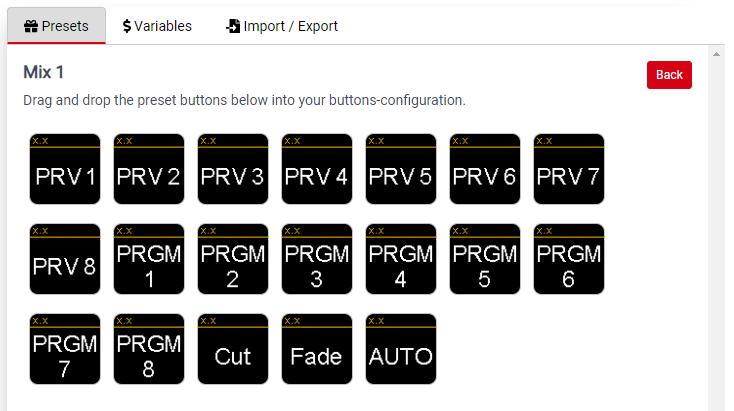 Presets $ Variables Import / Export
Mix 1
Back
Drag and drop the preset buttons below into your buttons-configuration.
x.x x.x x.x x.x x.x x.x x.x
PRV 1 PRV 2 PRV 3 PRV 4 PRV 5 PRV 6 PRV 7
x.x x.x x.x x.x x.x x.x x.x
PRV 8 PRGM PRGM PRGM PRGM PRGM PRGM
1 2 3 4 5 6
x.x x.x x.x x.x x.x
PRGM PRGM Cut Fade AUTO
7 8